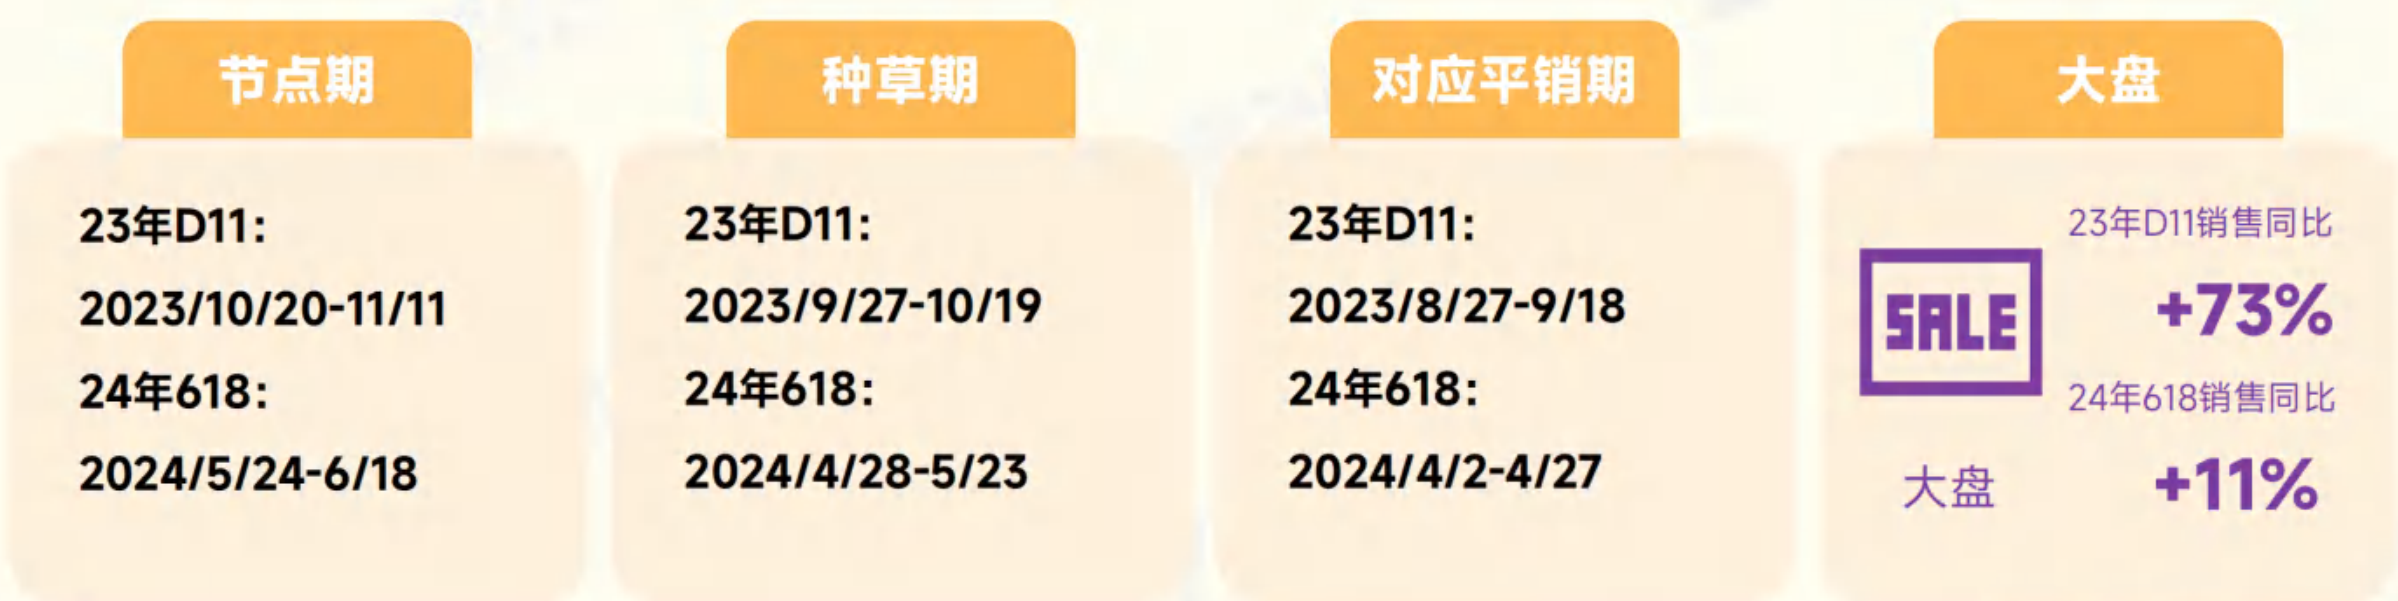 节点期
23年D11:
2023/10/20-11/11
24年618:
2024/5/24-6/18
种草期
23年D11:
2023/9/27-10/19
24年618:
2024/4/28-5/23
对应平销期
23年D11:
2023/8/27-9/18
24年618:
2024/4/2-4/27
大盘
SALE
大盘
23年D11销售同比
+73%
24年618销售同比
+11%